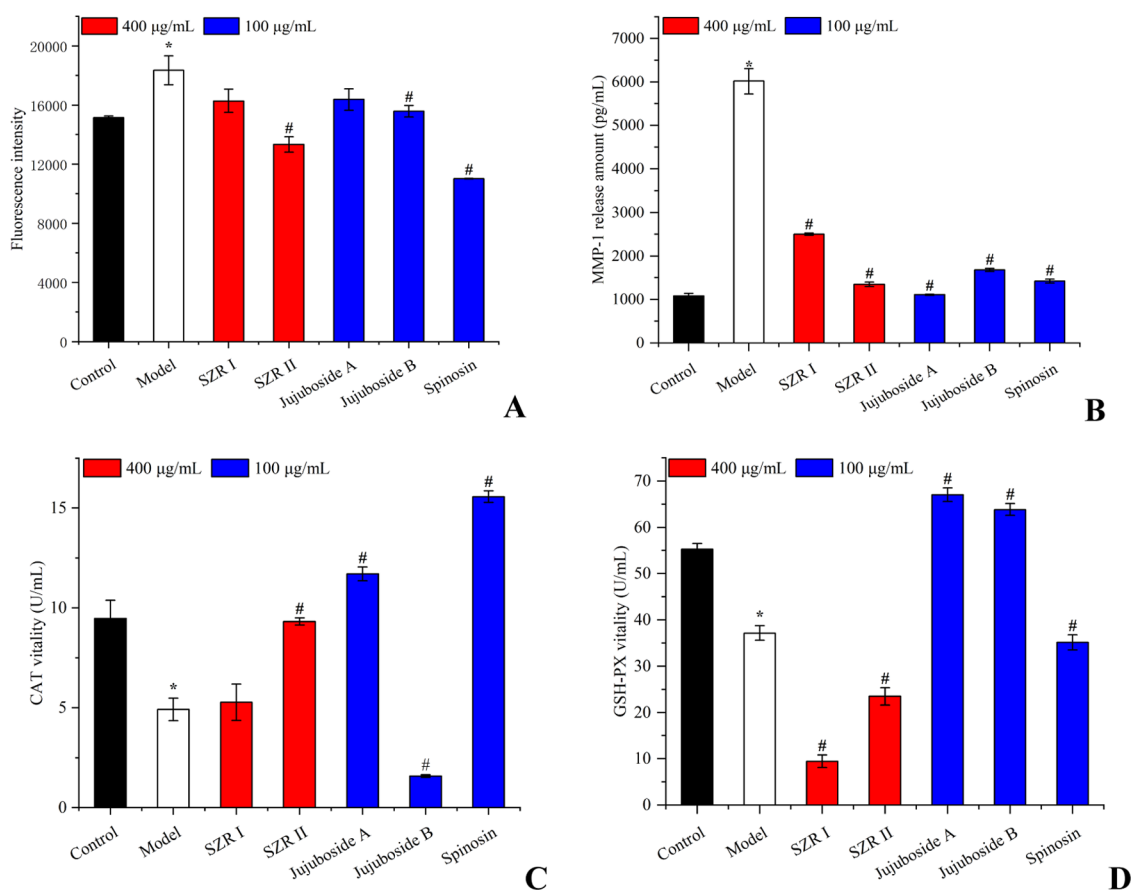 400 μg/mL 100 μg/mL
20000
16000
12000
8000
4000
0
Fluorescence intensity
*
#
#
#
Control Model SZR I SZR II Jujuboside A Jujuboside B Spinosin
A
400 μg/mL 100 μg/mL
7000
6000
5000
4000
3000
2000
1000
0
MMP-1 release amount (pg/mL)
*
#
#
#
#
#
Control Model SZR I SZR II Jujuboside A Jujuboside B Spinosin
B
400 μg/mL 100 μg/mL
15
10
5
0
CAT vitality (U/mL)
*
#
#
#
#
Control Model SZR I SZR II Jujuboside A Jujuboside B Spinosin
C
400 μg/mL 100 μg/mL
70
60
50
40
30
20
10
0
GSH-PX vitality (U/mL)
*
#
#
#
#
#
Control Model SZR I SZR II Jujuboside A Jujuboside B Spinosin
D